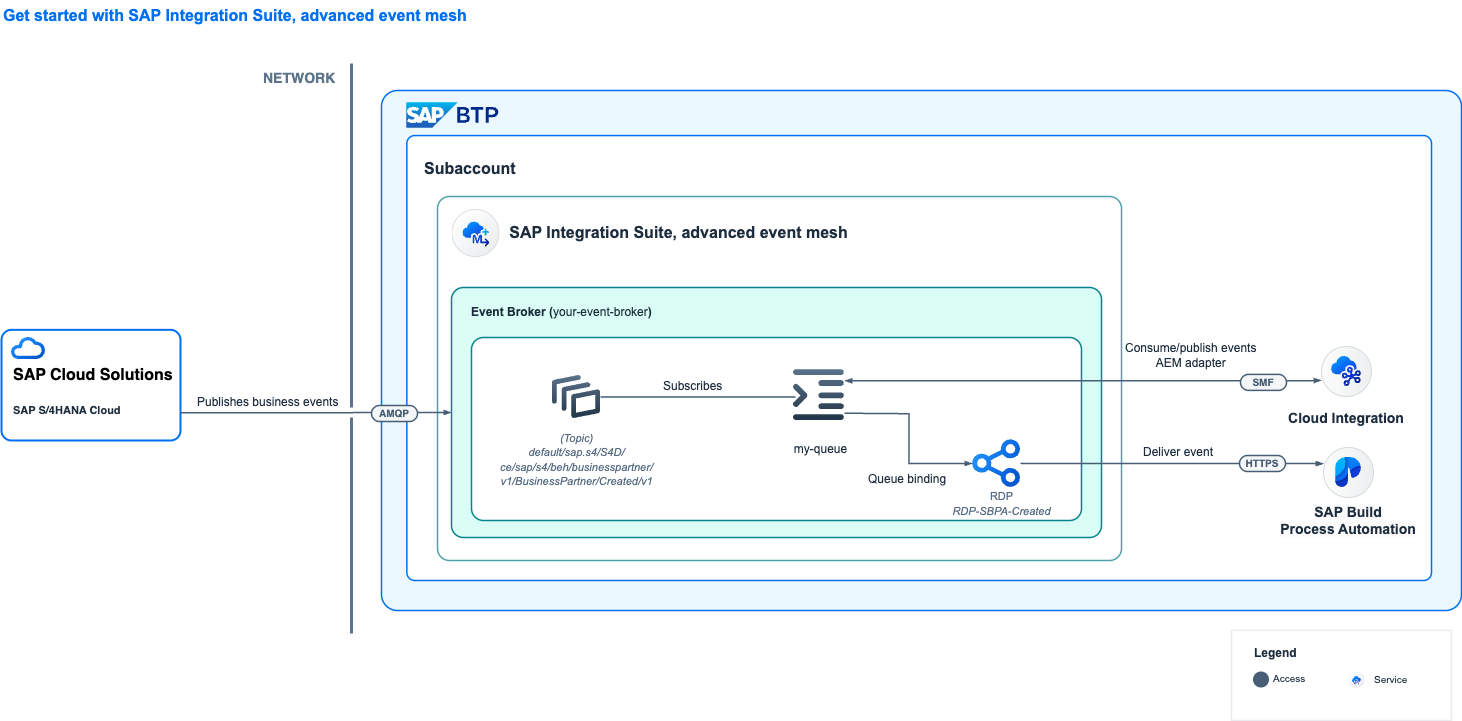 Get started with SAP Integration Suite, advanced event mesh
NETWORK
SAP BTP
Subaccount
SAP Integration Suite, advanced event mesh
M
Event Broker (your-event-broker)
SAP Cloud Solutions
SAP S/4HANA Cloud
Publishes business events
AMQP
Subscribes
(Topic)
default/sap.s4/S4D/
ce/sap/s4/beh/businesspartner/
v1/BusinessPartner/Created/v1
my-queue
Queue binding
RDP
RDP-SBPA-Created
Consume/publish events
AEM adapter
SMF
Cloud Integration
Deliver event
HTTPS
SAP Build
Process Automation
Legend
Access
Service